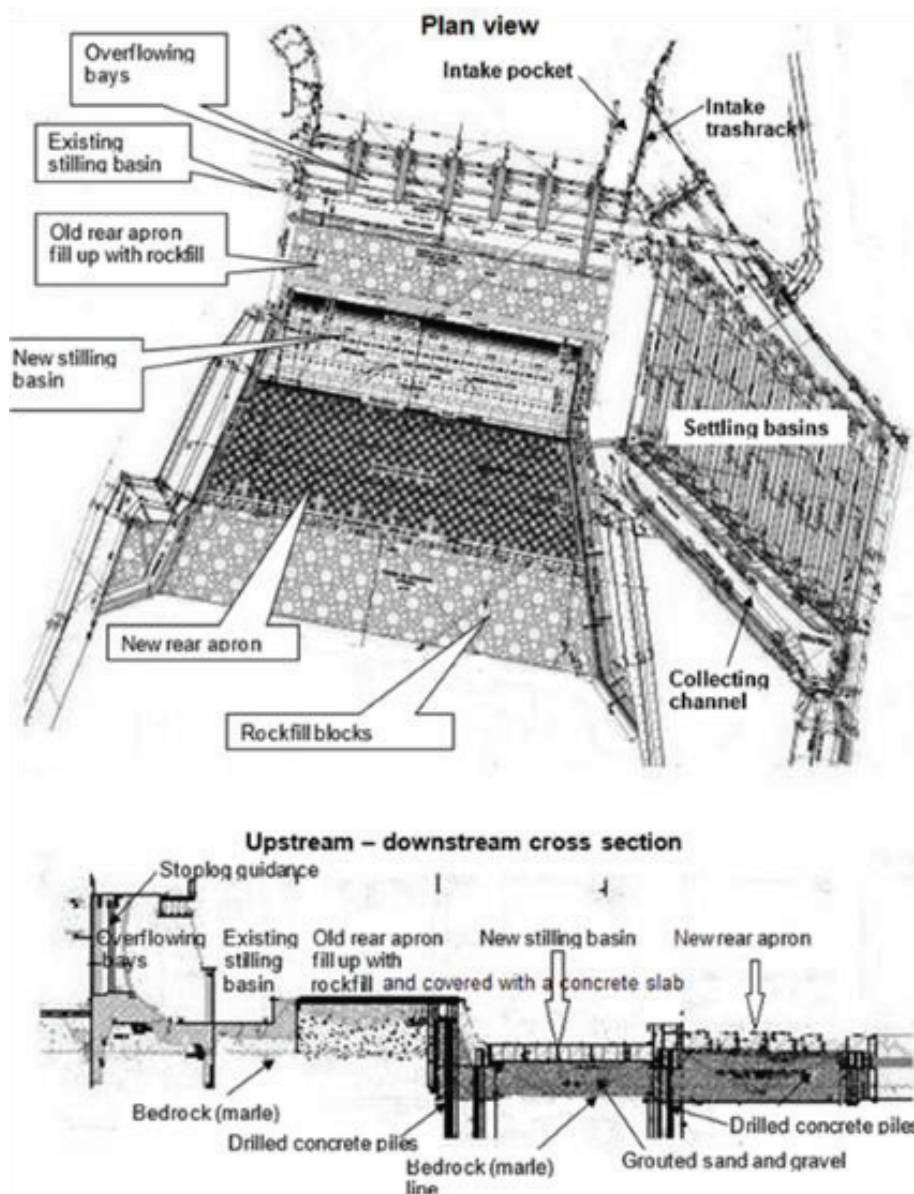 Plan view
Overflowing
bays
Intake pocket
Intake
trashrack
Existing
stilling basin
Old rear apron
fill up with rockfill
New stilling
basin
Settling basins
New rear apron
Collecting
channel
Rockfill blocks
Upstream – downstream cross section
Stoplog guidance
Overflowing
bays
Existing
stilling
basin
Old rear apron
fill up with
rockfill and covered with a concrete slab
New stilling basin
New rear apron
Bedrock (marle)
Drilled concrete piles
Bedrock (marle)
line
Drilled concrete piles
Grouted sand and gravel